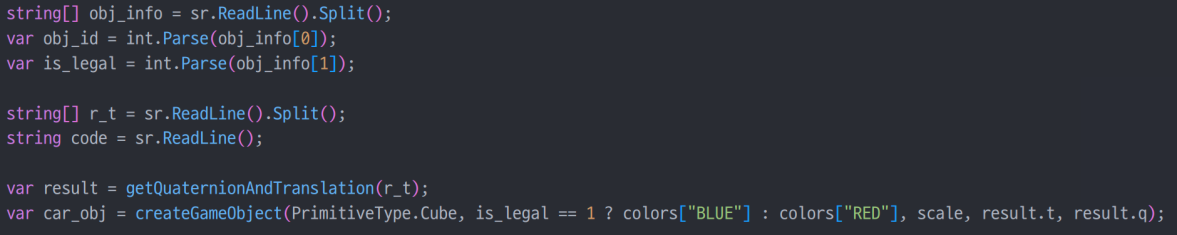 string[] obj_info = sr.ReadLine().Split();
var obj_id = int.Parse(obj_info[0]);
var is_legal = int.Parse(obj_info[1]);
string[] r_t = sr.ReadLine().Split();
string code = sr.ReadLine();
var result = getQuaternionAndTranslation(r_t);
var car_obj = createGameObject(PrimitiveType.Cube, is_legal == 1 ? colors["BLUE"] : colors["RED"], scale, result.t, result.q);